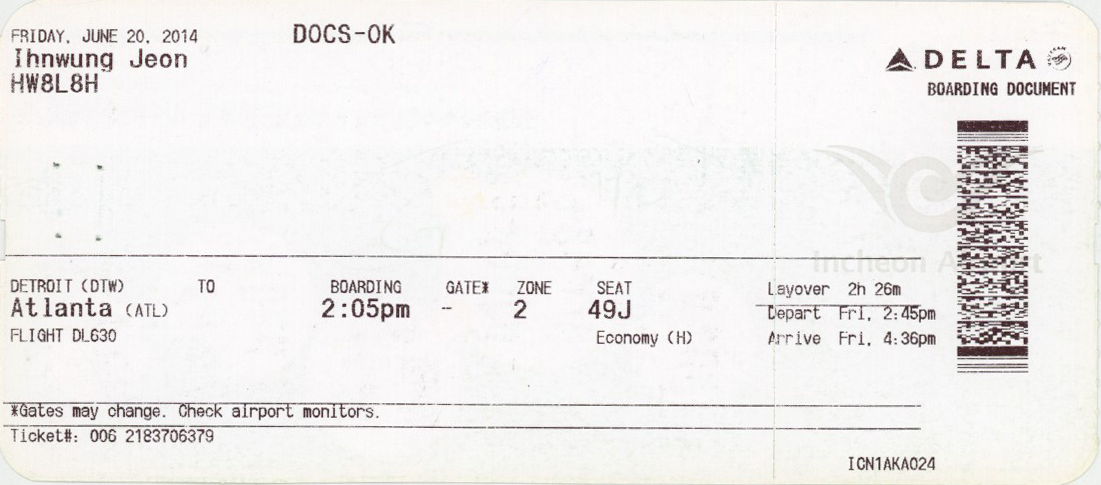 FRIDAY, JUNE 20, 2014 DOCS-OK
Ihnwung Jeon
HW8L8H
DELTA
BOARDING DOCUMENT
Incheon
DETROIT (DTW) TO BOARDING GATE* ZONE SEAT Layover 2h 26m
Atlanta (ATL) 2:05pm - 2 49J Depart Fri, 2:45pm
FLIGHT DL630 Economy (H) Arrive Fri, 4:36pm
*Gates may change. Check airport monitors.
Ticket#: 006 2183706379
ICN1AKA024